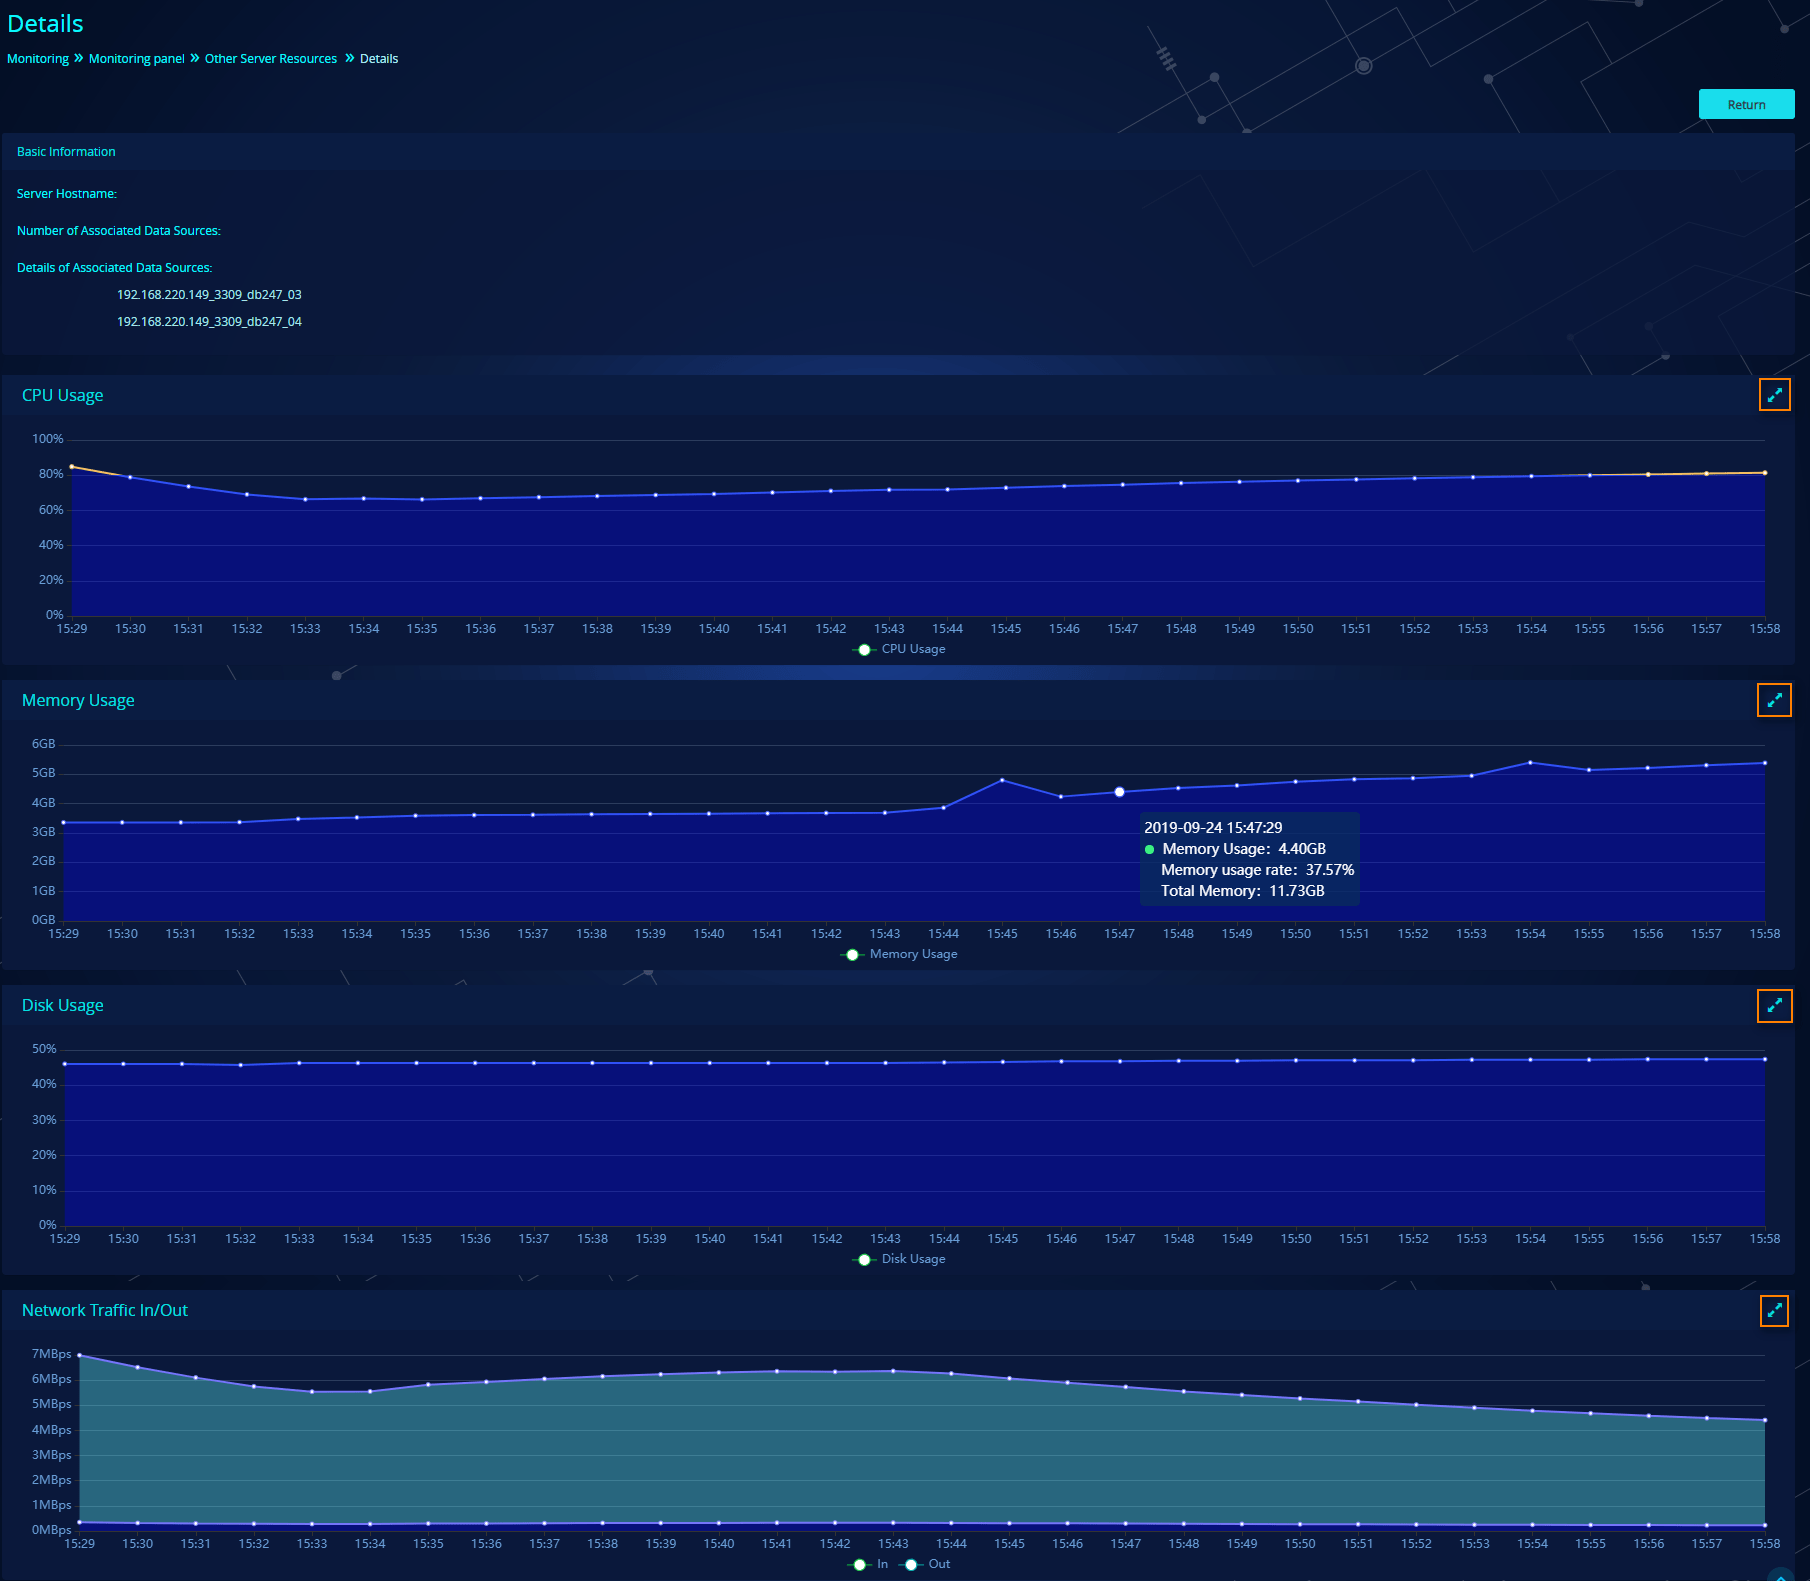 Details
Monitoring » Monitoring panel » Other Server Resources » Details
Return
Basic Information
Server Hostname:
Number of Associated Data Sources:
Details of Associated Data Sources:
192.168.220.149_3309_db247_03
192.168.220.149_3309_db247_04
CPU Usage
100%
80%
60%
40%
20%
0%
15:29 15:30 15:31 15:32 15:33 15:34 15:35 15:36 15:37 15:38 15:39 15:40 15:41 15:42 15:43 15:44 15:45 15:46 15:47 15:48 15:49 15:50 15:51 15:52 15:53 15:54 15:55 15:56 15:57 15:58
CPU Usage
Memory Usage
6GB
5GB
4GB
3GB
2GB
1GB
0GB
2019-09-24 15:47:29
Memory Usage: 4.40GB
Memory usage rate: 37.57%
Total Memory: 11.73GB
15:29 15:30 15:31 15:32 15:33 15:34 15:35 15:36 15:37 15:38 15:39 15:40 15:41 15:42 15:43 15:44 15:45 15:46 15:47 15:48 15:49 15:50 15:51 15:52 15:53 15:54 15:55 15:56 15:57 15:58
Memory Usage
Disk Usage
50%
40%
30%
20%
10%
0%
15:29 15:30 15:31 15:32 15:33 15:34 15:35 15:36 15:37 15:38 15:39 15:40 15:41 15:42 15:43 15:44 15:45 15:46 15:47 15:48 15:49 15:50 15:51 15:52 15:53 15:54 15:55 15:56 15:57 15:58
Disk Usage
Network Traffic In/Out
7MBps
6MBps
5MBps
4MBps
3MBps
2MBps
1MBps
0MBps
15:29 15:30 15:31 15:32 15:33 15:34 15:35 15:36 15:37 15:38 15:39 15:40 15:41 15:42 15:43 15:44 15:45 15:46 15:47 15:48 15:49 15:50 15:51 15:52 15:53 15:54 15:55 15:56 15:57 15:58
In Out